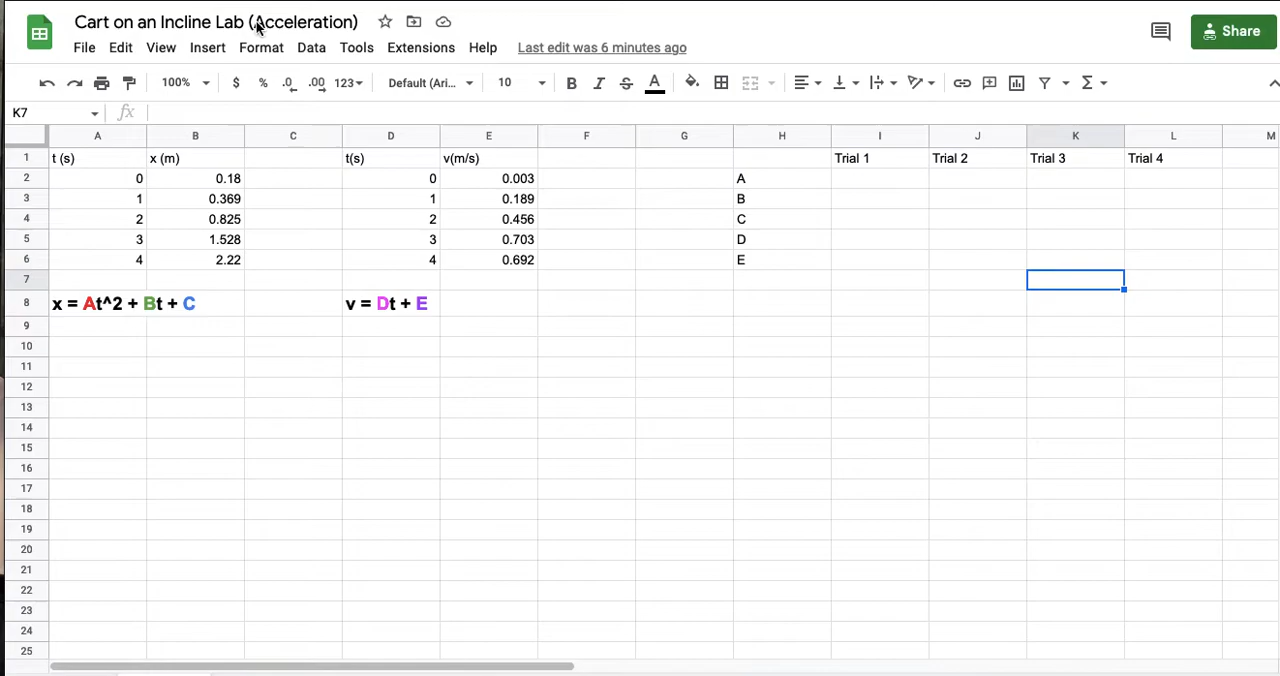 Cart on an Incline Lab (Acceleration)
File Edit View Insert Format Data Tools Extensions Help Last edit was 6 minutes ago
Share
100% $ % .0 .00 123 Default (Ari... 10 B I S A Σ
K7 fx
A B C D E F G H I J K L M
1 t (s) x (m) t(s) v(m/s) Trial 1 Trial 2 Trial 3 Trial 4
2 0 0.18 0 0.003 A
3 1 0.369 1 0.189 B
4 2 0.825 2 0.456 C
5 3 1.528 3 0.703 D
6 4 2.22 4 0.692 E
7
8 x = At^2 + Bt + C v = Dt + E
9
10
11
12
13
14
15
16
17
18
19
20
21
22
23
24
25